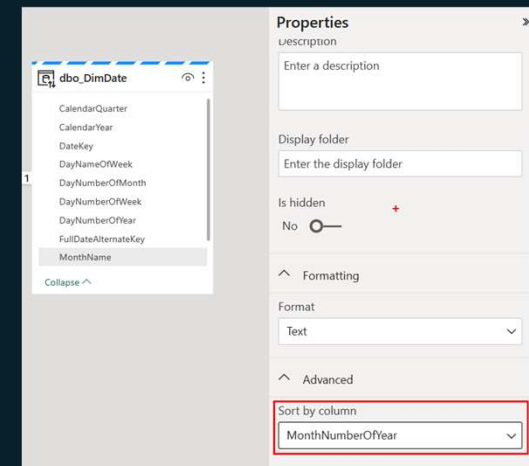 dbo_DimDate
CalendarQuarter
CalendarYear
DateKey
DayNameOfWeek
DayNumberOfMonth
DayNumberOfWeek
DayNumberOfYear
FullDateAlternateKey
MonthName
Collapse
1
Properties
Description
Enter a description
Display folder
Enter the display folder
Is hidden
No
Formatting
Format
Text
Advanced
Sort by column
MonthNumberOfYear